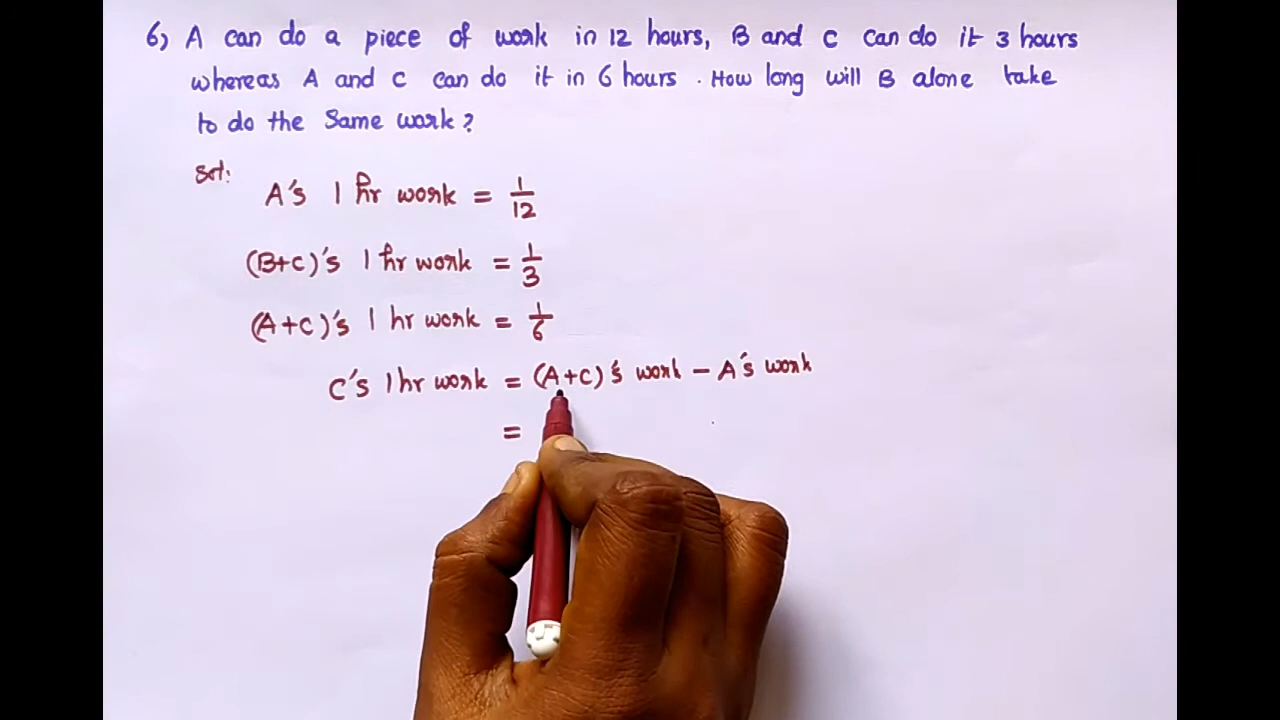 6) A can do a piece of work in 12 hours, B and C can do it 3 hours
whereas A and C can do it in 6 hours. How long will B alone take
to do the same work?
Sol:
A's 1 hr work = 1/12
(B+C)'s 1 hr work = 1/3
(A+C)'s 1 hr work = 1/6
C's 1 hr work = (A+C)'s work - A's work
=